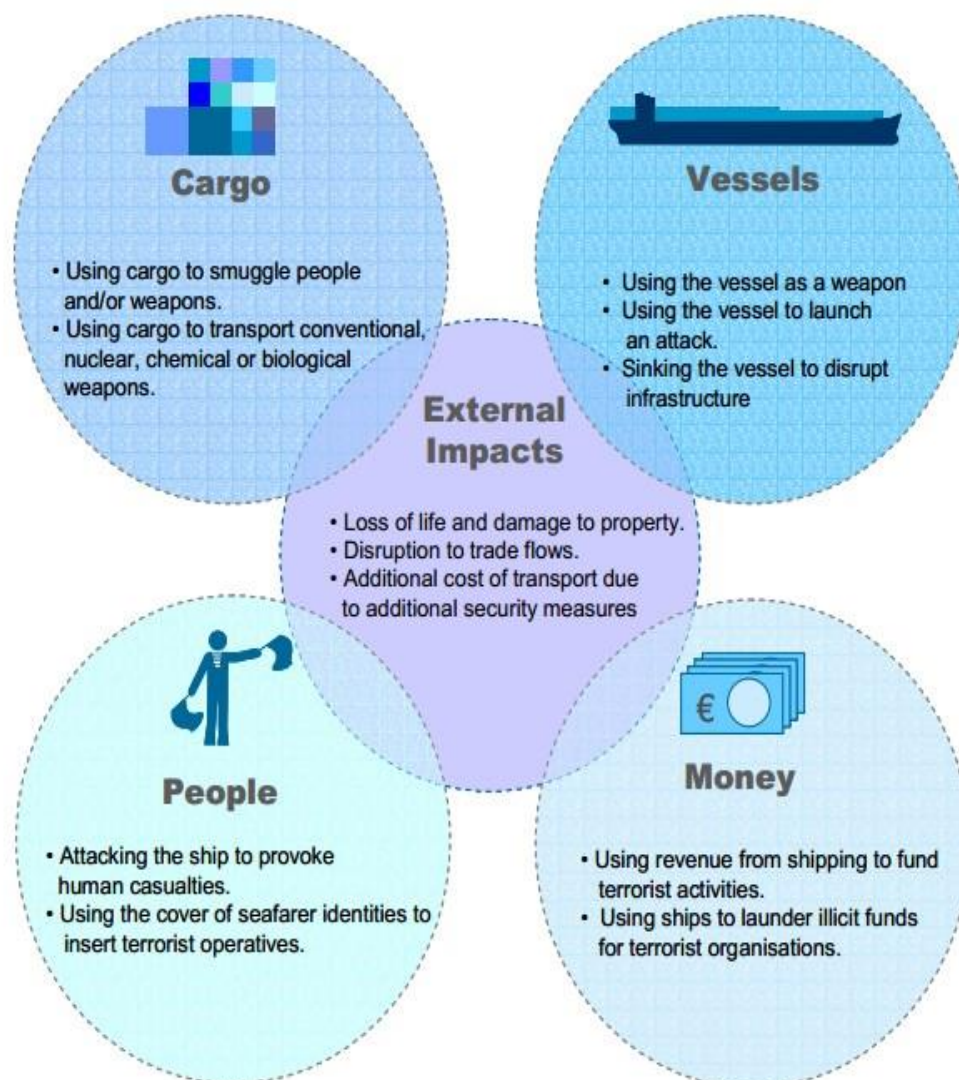 Cargo
• Using cargo to smuggle people
and/or weapons.
• Using cargo to transport conventional,
nuclear, chemical or biological
weapons.
Vessels
• Using the vessel as a weapon
• Using the vessel to launch
an attack.
• Sinking the vessel to disrupt
infrastructure
External
Impacts
• Loss of life and damage to property.
• Disruption to trade flows.
• Additional cost of transport due
to additional security measures
People
• Attacking the ship to provoke
human casualties.
• Using the cover of seafarer identities to
insert terrorist operatives.
€
Money
• Using revenue from shipping to fund
terrorist activities.
• Using ships to launder illicit funds
for terrorist organisations.